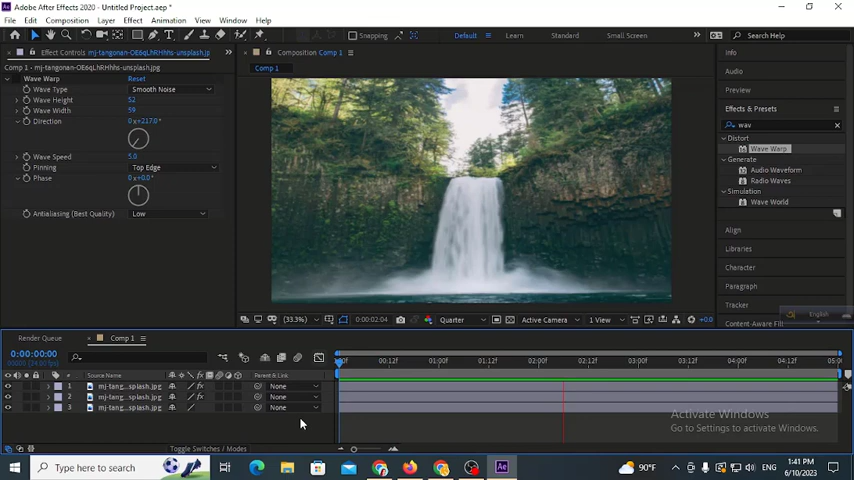 Adobe After Effects 2020 - Untitled Project.aep *
File Edit Composition Layer Effect Animation View Window Help
Snapping Default Learn Standard Small Screen Search Help
Effect Controls mj-tangonan-OE6qLhRHhhs-unsplash.jp
Composition Comp 1
Info
Comp 1 · mj-tangonan-OE6qLhRHhhs-unsplash.jpg
Comp 1
Audio
Wave Warp Reset
Wave Type Smooth Noise
Preview
Wave Height 52
Wave Width 59
Effects & Presets
Direction 0x+217.0°
wav
Distort
Wave Warp
Wave Speed 5.0
Generate
Pinning Top Edge
Audio Waveform
Phase 0x+0.0°
Radio Waves
Simulation
Wave World
Antialiasing (Best Quality) Low
Align
Libraries
Character
Paragraph
Tracker
English
(33.3%) 0:00:02:04 Quarter Active Camera 1 View +0.0
Content-Aware Fill
Render Queue Comp 1
0:00:00:00
00:12f 01:00f 01:12f 02:00f 02:12f 03:00f 03:12f 04:00f 04:12f 05:0
# Source Name Parent & Link
1 mj-tang...splash.jpg None
2 mj-tang...splash.jpg None
3 mj-tang...splash.jpg None
Activate Windows
Go to Settings to activate Windows.
Toggle Switches / Modes
Type here to search
90°F ENG 1:41 PM
6/10/2023